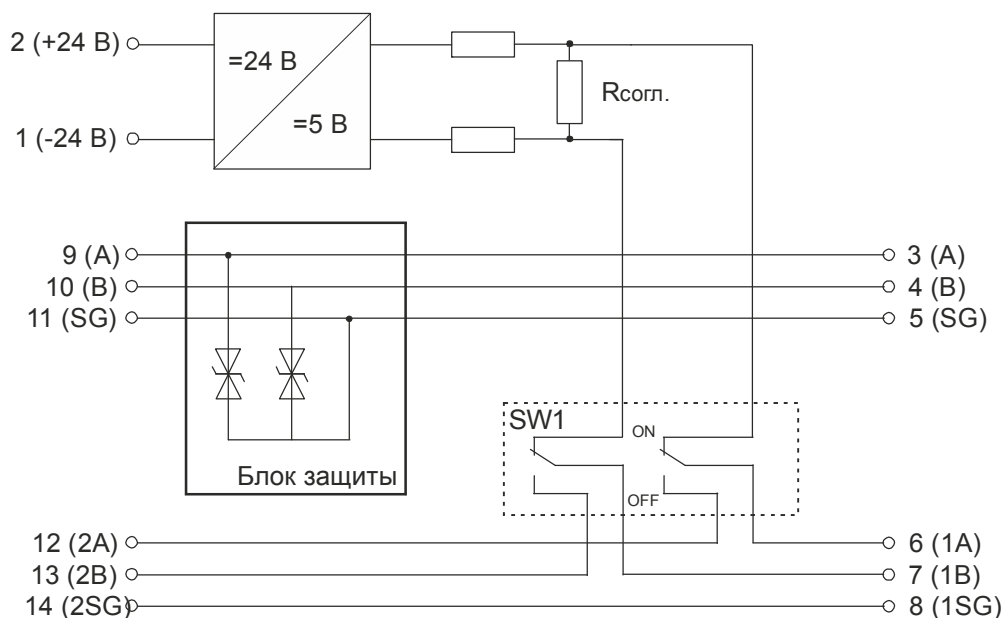 2 (+24 В)
=24 В
Rсогл.
=5 В
1 (-24 В)
9 (A)
3 (A)
10 (B)
4 (B)
11 (SG)
5 (SG)
SW1
ON
Блок защиты
OFF
12 (2A)
6 (1A)
13 (2B)
7 (1B)
14 (2SG)
8 (1SG)